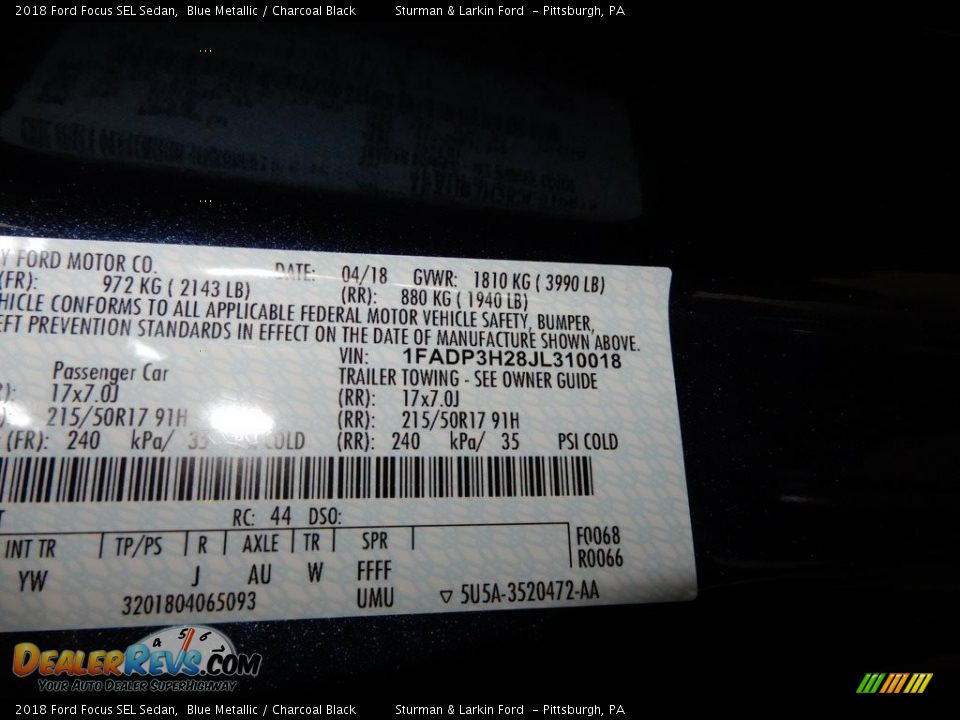 2018 Ford Focus SEL Sedan, Blue Metallic / Charcoal Black Sturman & Larkin Ford - Pittsburgh, PA
Y FORD MOTOR CO. DATE: 04/18 GVWR: 1810 KG ( 3990 LB)
(FR): 972 KG ( 2143 LB) (RR): 880 KG ( 1940 LB)
HICLE CONFORMS TO ALL APPLICABLE FEDERAL MOTOR VEHICLE SAFETY, BUMPER,
EFT PREVENTION STANDARDS IN EFFECT ON THE DATE OF MANUFACTURE SHOWN ABOVE.
VIN: 1FADP3H28JL310018
Passenger Car TRAILER TOWING - SEE OWNER GUIDE
): 17x7.0J (RR): 17x7.0J
): 215/50R17 91H (RR): 215/50R17 91H
(FR): 240 kPa/ 35 COLD (RR): 240 kPa/ 35 PSI COLD
RC: 44 DSO:
INT TR TP/PS R AXLE TR SPR F0068
R0066
YW J AU W FFFF
3201804065093 UMU ▽ 5U5A-3520472-AA
4 5 6
DEALERREVS.COM
YOUR AUTO DEALER SUPERHIGHWAY
2018 Ford Focus SEL Sedan, Blue Metallic / Charcoal Black Sturman & Larkin Ford - Pittsburgh, PA